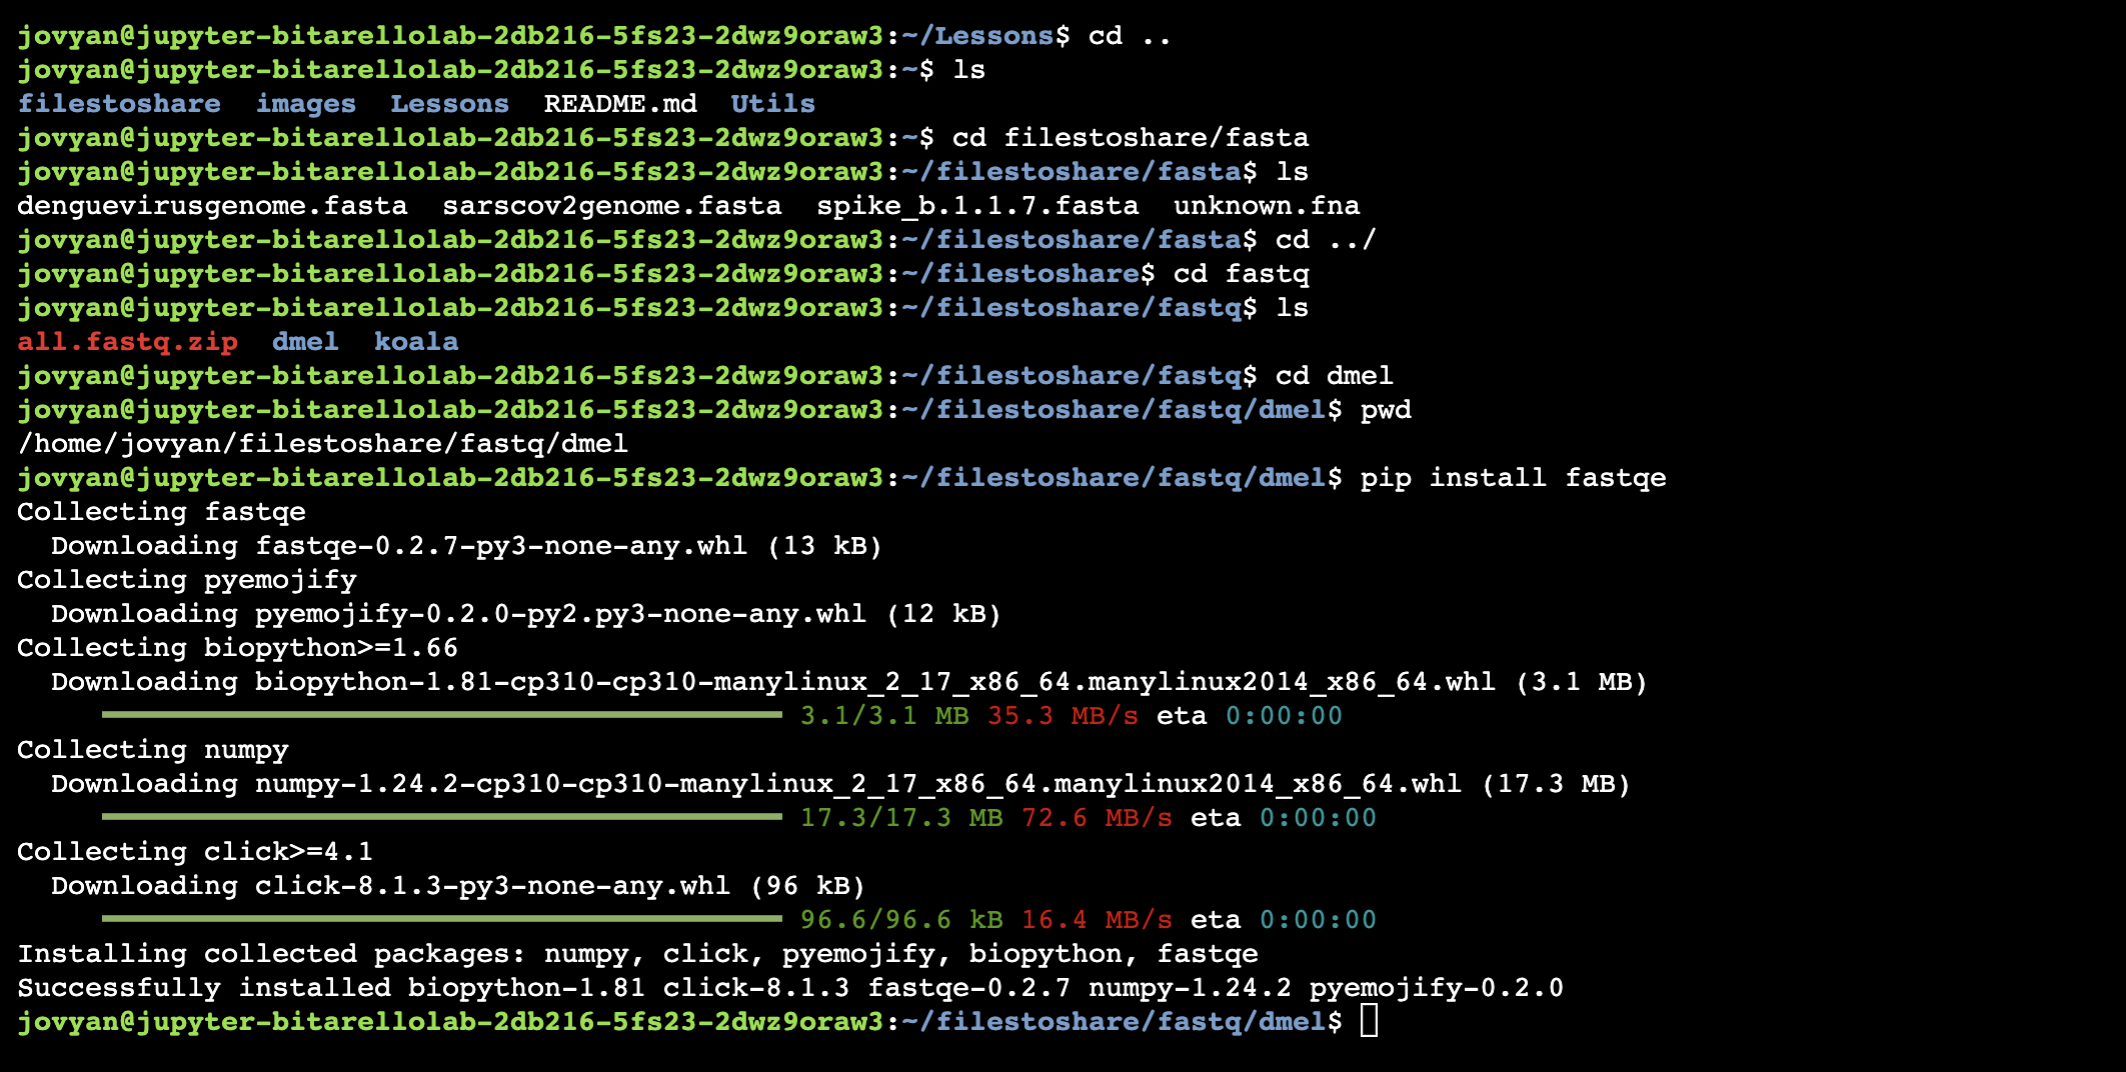 jovyan@jupyter-bitarellolab-2db216-5fs23-2dwz9oraw3:~/Lessons$ cd ..
jovyan@jupyter-bitarellolab-2db216-5fs23-2dwz9oraw3:~$ ls
filestoshare  images  Lessons  README.md  Utils
jovyan@jupyter-bitarellolab-2db216-5fs23-2dwz9oraw3:~$ cd filestoshare/fasta
jovyan@jupyter-bitarellolab-2db216-5fs23-2dwz9oraw3:~/filestoshare/fasta$ ls
denguevirusgenome.fasta  sarscov2genome.fasta  spike_b.1.1.7.fasta  unknown.fna
jovyan@jupyter-bitarellolab-2db216-5fs23-2dwz9oraw3:~/filestoshare/fasta$ cd ../
jovyan@jupyter-bitarellolab-2db216-5fs23-2dwz9oraw3:~/filestoshare$ cd fastq
jovyan@jupyter-bitarellolab-2db216-5fs23-2dwz9oraw3:~/filestoshare/fastq$ ls
all.fastq.zip  dmel  koala
jovyan@jupyter-bitarellolab-2db216-5fs23-2dwz9oraw3:~/filestoshare/fastq$ cd dmel
jovyan@jupyter-bitarellolab-2db216-5fs23-2dwz9oraw3:~/filestoshare/fastq/dmel$ pwd
/home/jovyan/filestoshare/fastq/dmel
jovyan@jupyter-bitarellolab-2db216-5fs23-2dwz9oraw3:~/filestoshare/fastq/dmel$ pip install fastqe
Collecting fastqe
  Downloading fastqe-0.2.7-py3-none-any.whl (13 kB)
Collecting pyemojify
  Downloading pyemojify-0.2.0-py2.py3-none-any.whl (12 kB)
Collecting biopython>=1.66
  Downloading biopython-1.81-cp310-cp310-manylinux_2_17_x86_64.manylinux2014_x86_64.whl (3.1 MB)
3.1/3.1 MB 35.3 MB/s eta 0:00:00
Collecting numpy
  Downloading numpy-1.24.2-cp310-cp310-manylinux_2_17_x86_64.manylinux2014_x86_64.whl (17.3 MB)
17.3/17.3 MB 72.6 MB/s eta 0:00:00
Collecting click>=4.1
  Downloading click-8.1.3-py3-none-any.whl (96 kB)
96.6/96.6 kB 16.4 MB/s eta 0:00:00
Installing collected packages: numpy, click, pyemojify, biopython, fastqe
Successfully installed biopython-1.81 click-8.1.3 fastqe-0.2.7 numpy-1.24.2 pyemojify-0.2.0
jovyan@jupyter-bitarellolab-2db216-5fs23-2dwz9oraw3:~/filestoshare/fastq/dmel$